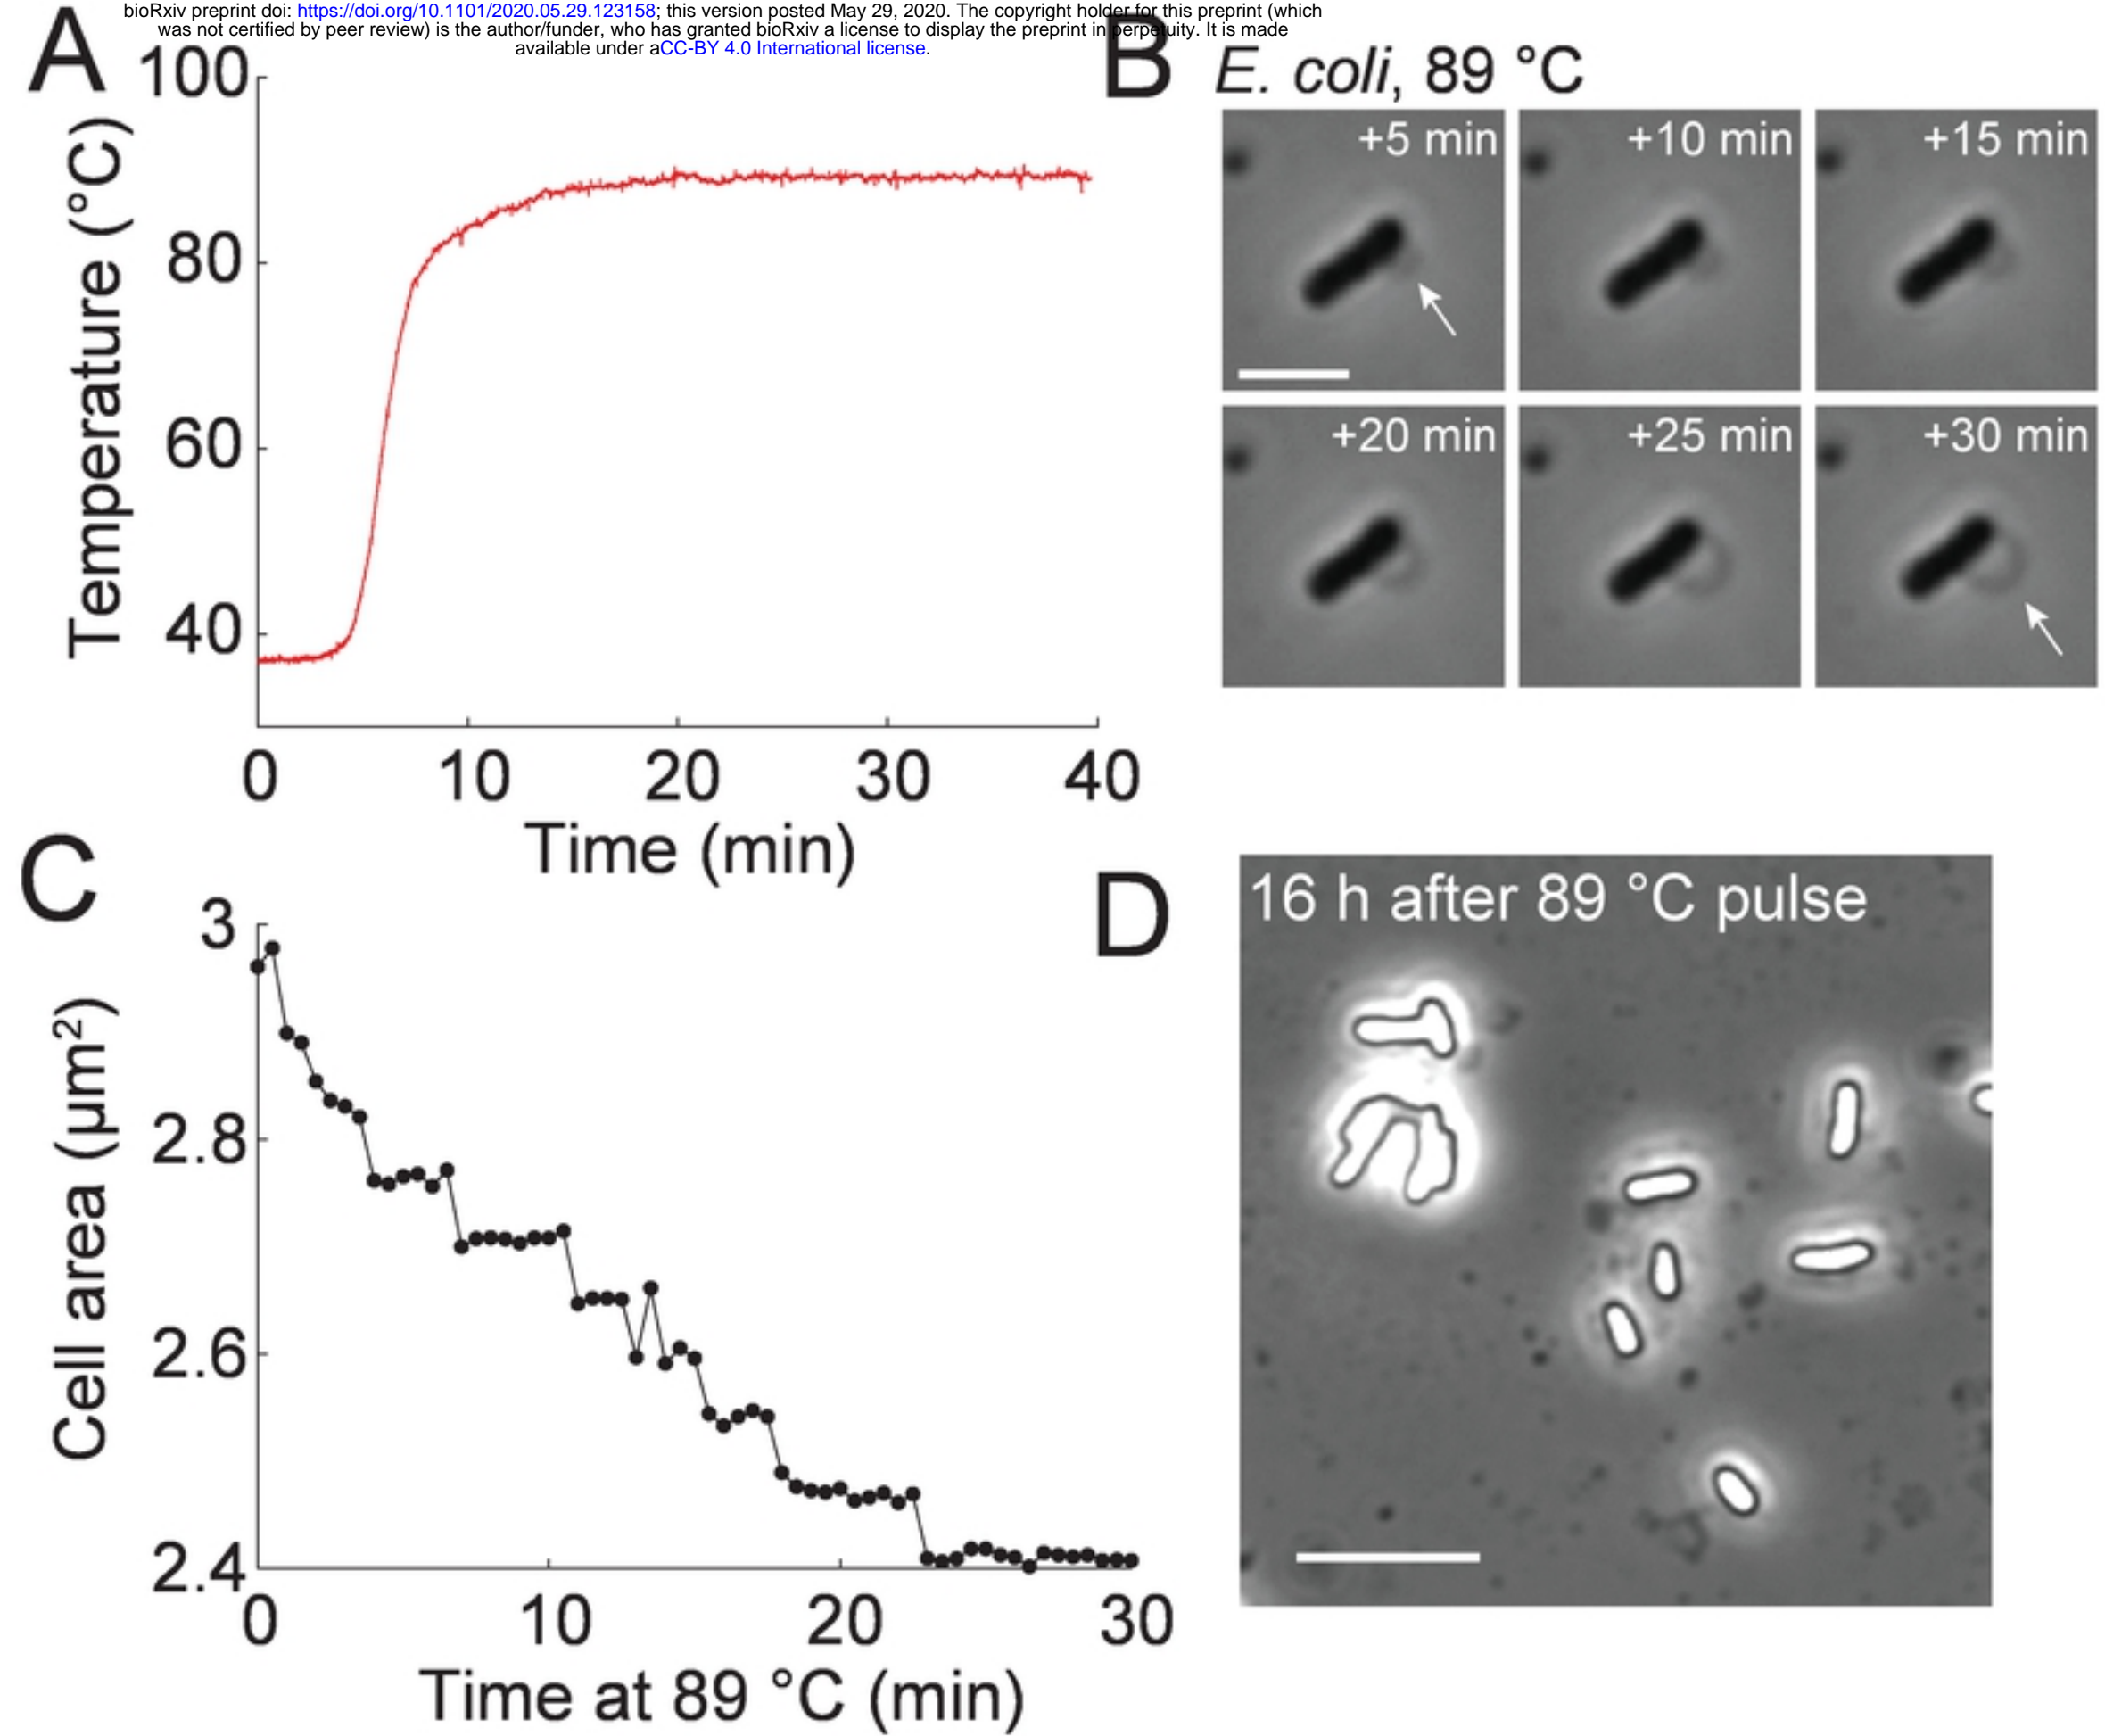 bioRxiv preprint doi: https://doi.org/10.1101/2020.05.29.123158; this version posted May 29, 2020. The copyright holder for this preprint (which
was not certified by peer review) is the author/funder, who has granted bioRxiv a license to display the preprint in perpetuity. It is made
available under aCC-BY 4.0 International license.
A
100
80
60
40
Temperature (°C)
0 10 20 30 40
Time (min)
B
E. coli, 89 °C
+5 min +10 min +15 min
+20 min +25 min +30 min
C
3
2.8
2.6
2.4
Cell area (µm²)
0 10 20 30
Time at 89 °C (min)
D
16 h after 89 °C pulse